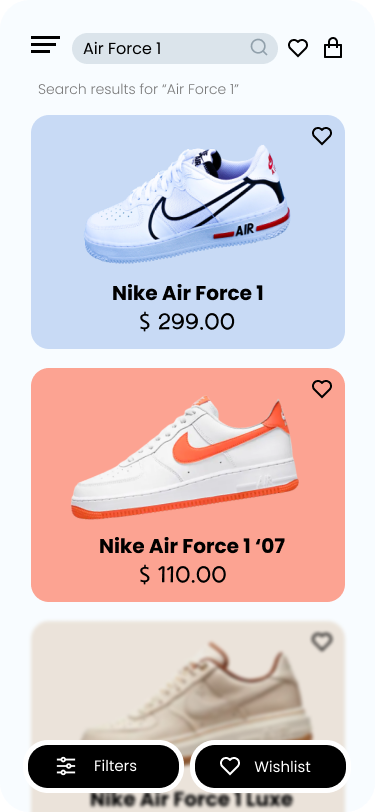 Air Force 1
Search results for “Air Force 1”
AIR
Nike Air Force 1
$ 299.00
Nike Air Force 1 ‘07
$ 110.00
Filters
Wishlist
Nike Air Force 1 Luxe